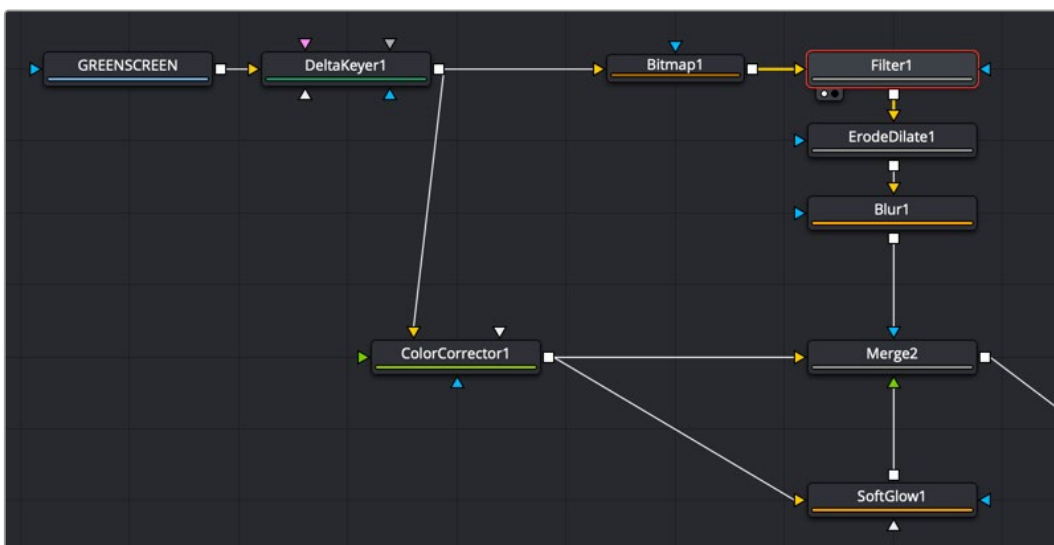 GREENSCREEN
DeltaKeyer1
Bitmap1
Filter1
ErodeDilate1
Blur1
ColorCorrector1
Merge2
SoftGlow1